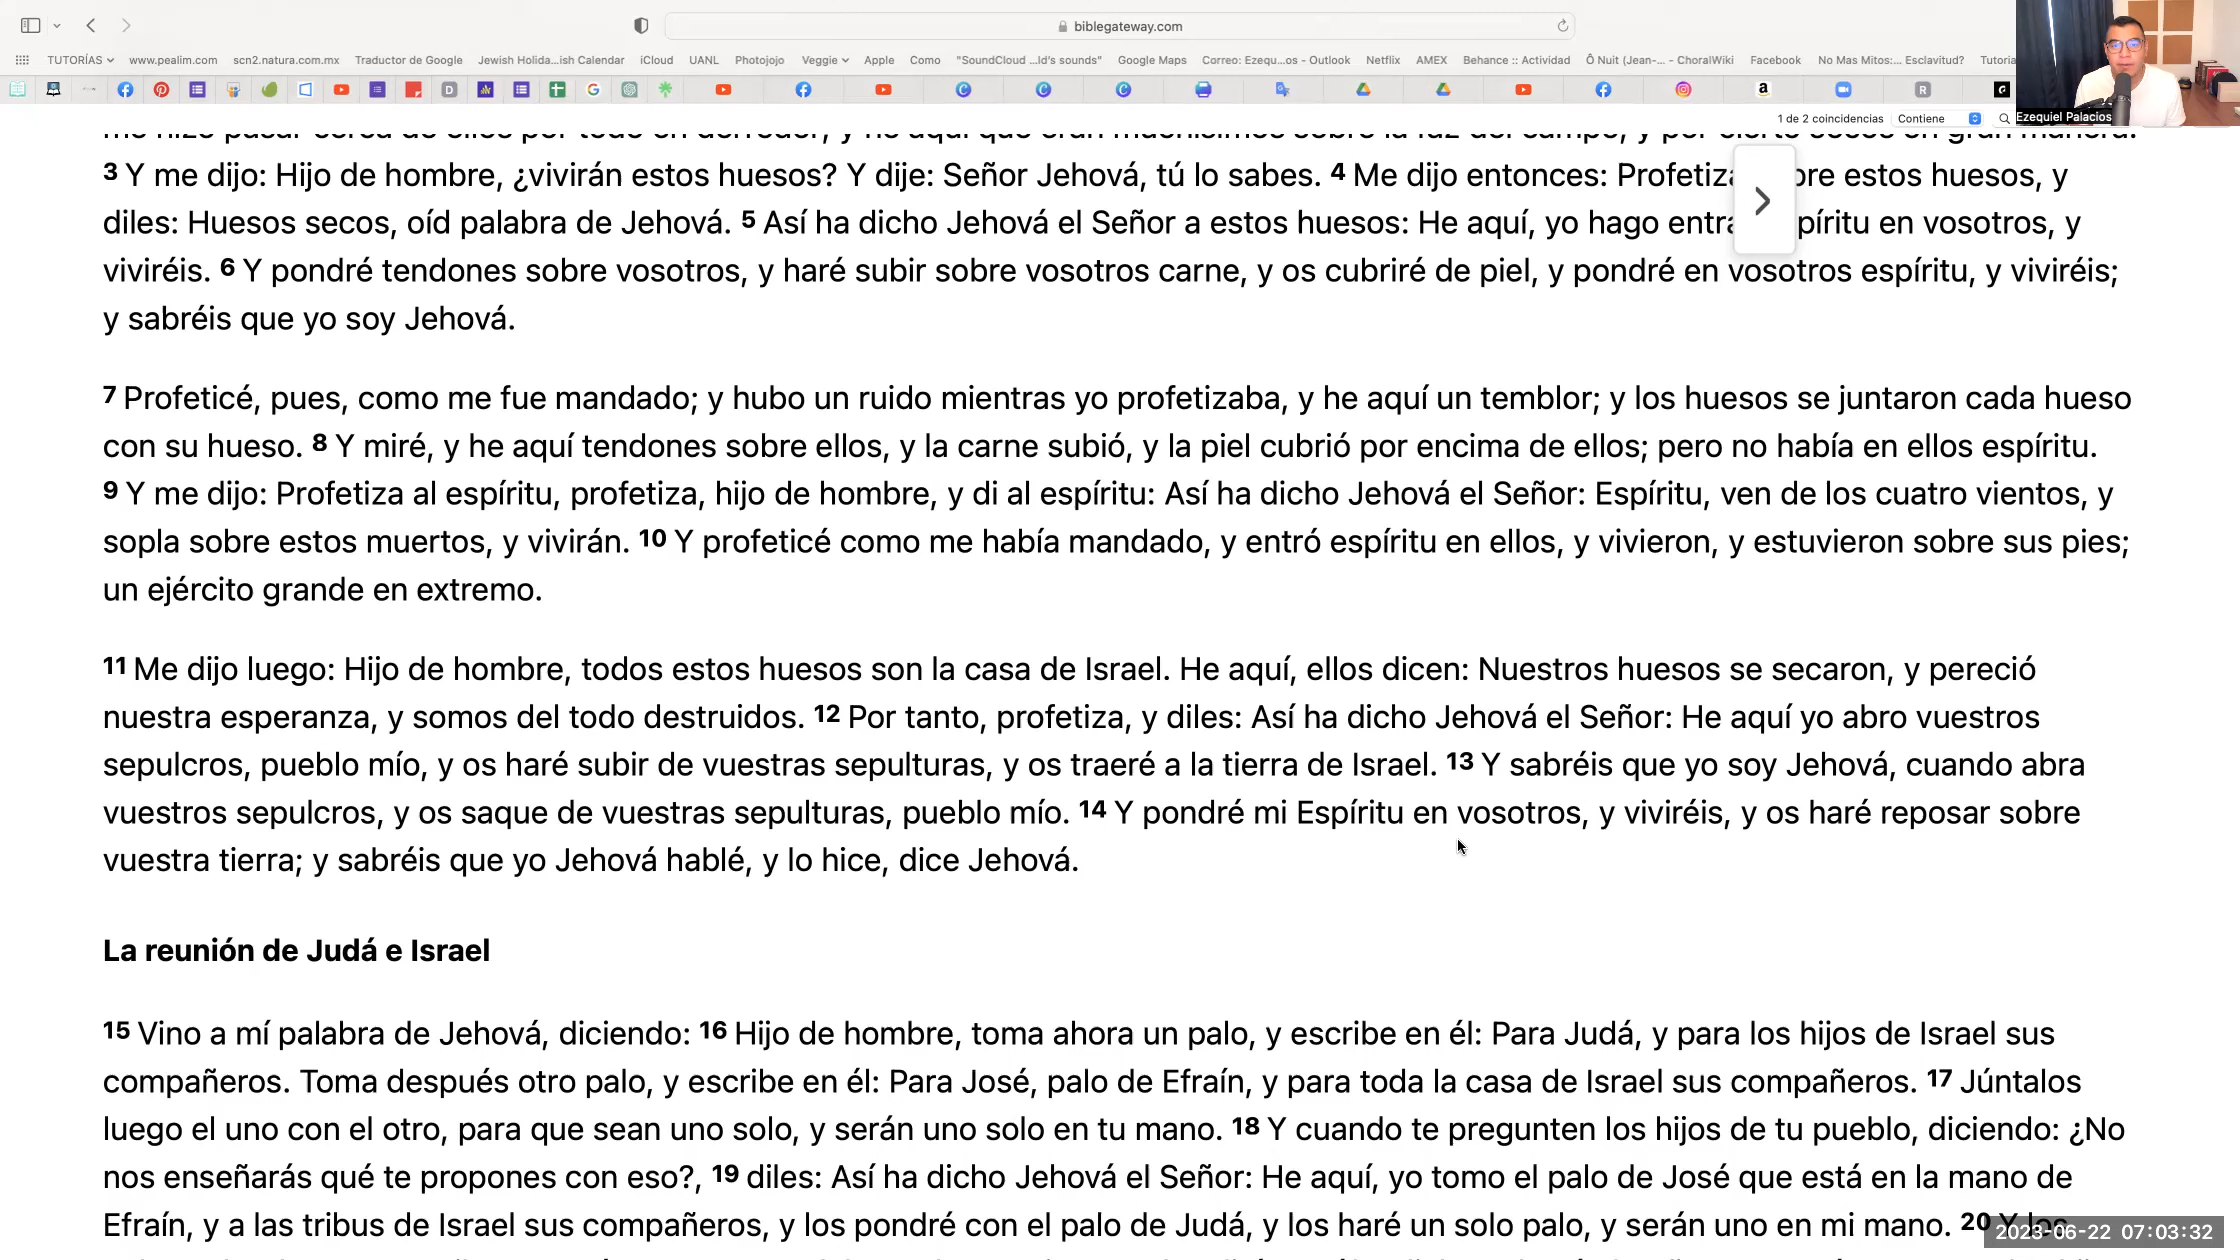 biblegateway.com
TUTORÍAS www.pealim.com scn2.natura.com.mx Traductor de Google Jewish Holida...ish Calendar iCloud UANL Photojojo Veggie Apple Como "SoundCloud ...ld's sounds" Google Maps Correo: Ezequ...os - Outlook Netflix AMEX Behance :: Actividad Ô Nuit (Jean-... - ChoralWiki Facebook No Mas Mitos:... Esclavitud? Tutoria
1 de 2 coincidencias Contiene
Ezequiel Palacios
3 Y me dijo: Hijo de hombre, ¿vivirán estos huesos? Y dije: Señor Jehová, tú lo sabes. 4 Me dijo entonces: Profetiza bre estos huesos, y
diles: Huesos secos, oíd palabra de Jehová. 5 Así ha dicho Jehová el Señor a estos huesos: He aquí, yo hago entra píritu en vosotros, y
viviréis. 6 Y pondré tendones sobre vosotros, y haré subir sobre vosotros carne, y os cubriré de piel, y pondré en vosotros espíritu, y viviréis;
y sabréis que yo soy Jehová.
7 Profeticé, pues, como me fue mandado; y hubo un ruido mientras yo profetizaba, y he aquí un temblor; y los huesos se juntaron cada hueso
con su hueso. 8 Y miré, y he aquí tendones sobre ellos, y la carne subió, y la piel cubrió por encima de ellos; pero no había en ellos espíritu.
9 Y me dijo: Profetiza al espíritu, profetiza, hijo de hombre, y di al espíritu: Así ha dicho Jehová el Señor: Espíritu, ven de los cuatro vientos, y
sopla sobre estos muertos, y vivirán. 10 Y profeticé como me había mandado, y entró espíritu en ellos, y vivieron, y estuvieron sobre sus pies;
un ejército grande en extremo.
11 Me dijo luego: Hijo de hombre, todos estos huesos son la casa de Israel. He aquí, ellos dicen: Nuestros huesos se secaron, y pereció
nuestra esperanza, y somos del todo destruidos. 12 Por tanto, profetiza, y diles: Así ha dicho Jehová el Señor: He aquí yo abro vuestros
sepulcros, pueblo mío, y os haré subir de vuestras sepulturas, y os traeré a la tierra de Israel. 13 Y sabréis que yo soy Jehová, cuando abra
vuestros sepulcros, y os saque de vuestras sepulturas, pueblo mío. 14 Y pondré mi Espíritu en vosotros, y viviréis, y os haré reposar sobre
vuestra tierra; y sabréis que yo Jehová hablé, y lo hice, dice Jehová.
La reunión de Judá e Israel
15 Vino a mí palabra de Jehová, diciendo: 16 Hijo de hombre, toma ahora un palo, y escribe en él: Para Judá, y para los hijos de Israel sus
compañeros. Toma después otro palo, y escribe en él: Para José, palo de Efraín, y para toda la casa de Israel sus compañeros. 17 Júntalos
luego el uno con el otro, para que sean uno solo, y serán uno solo en tu mano. 18 Y cuando te pregunten los hijos de tu pueblo, diciendo: ¿No
nos enseñarás qué te propones con eso?, 19 diles: Así ha dicho Jehová el Señor: He aquí, yo tomo el palo de José que está en la mano de
Efraín, y a las tribus de Israel sus compañeros, y los pondré con el palo de Judá, y los haré un solo palo, y serán uno en mi mano. 20 Y los
2023-06-22 07:03:32